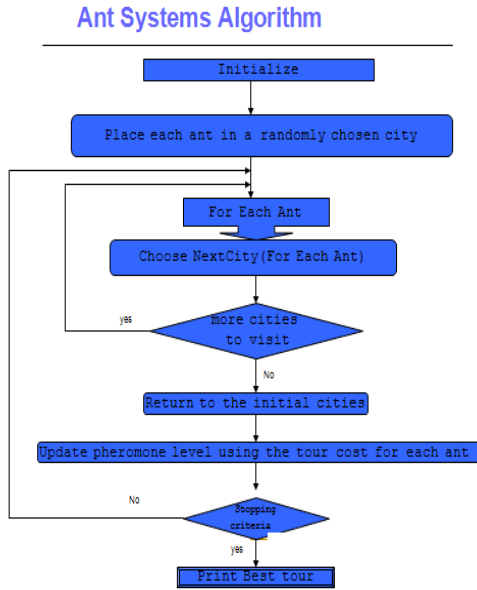 Ant Systems Algorithm
Initialize
Place each ant in a randomly chosen city
For Each Ant
Choose NextCity(For Each Ant)
more cities
to visit
yes
No
Return to the initial cities
Update pheromone level using the tour cost for each ant
Stopping
criteria
No
yes
Print Best tour